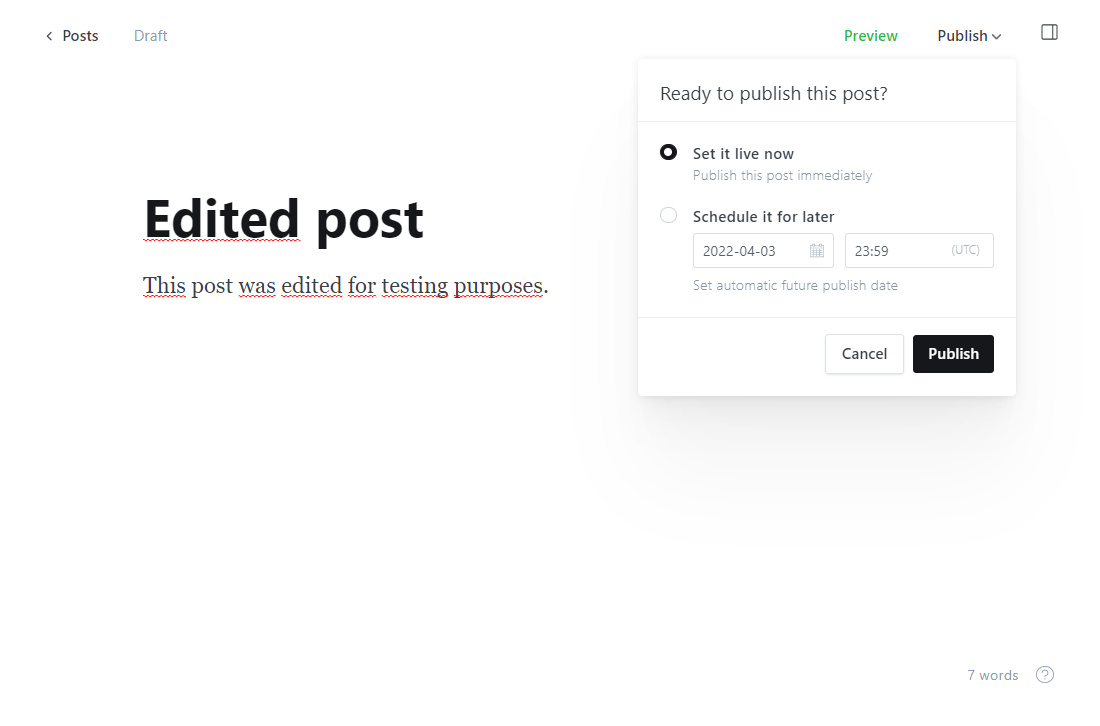 Posts
Draft
Preview
Publish
Ready to publish this post?
Set it live now
Publish this post immediately
Schedule it for later
2022-04-03
23:59
(UTC)
Set automatic future publish date
Cancel
Publish
Edited post
This post was edited for testing purposes.
7 words
?